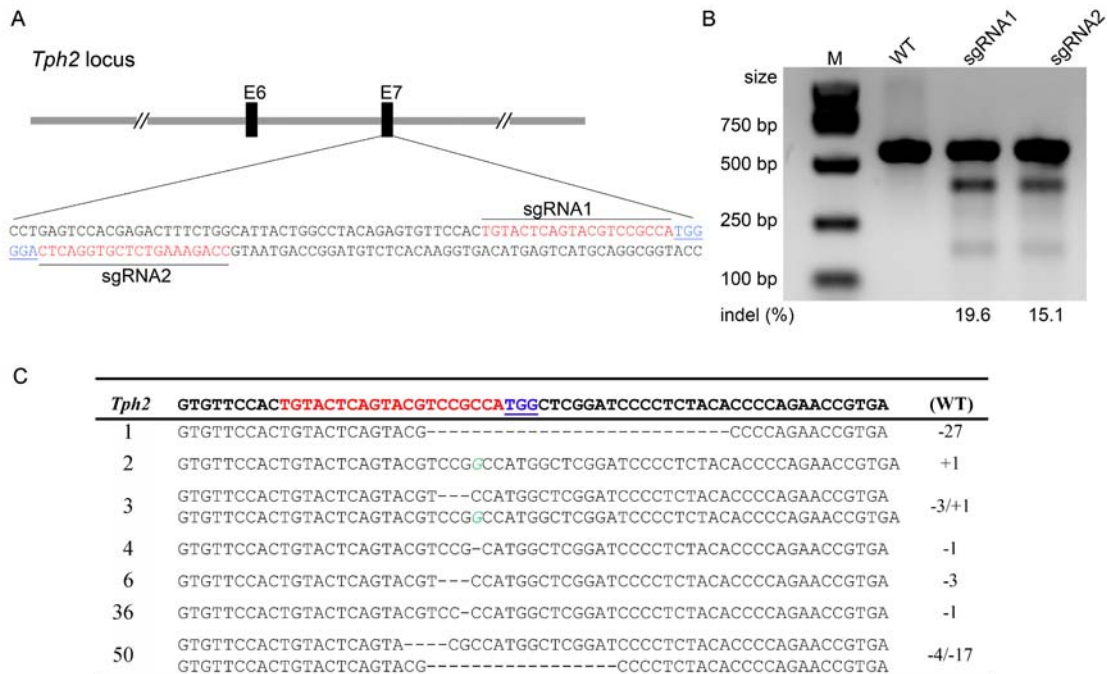 A
Tph2 locus
E6
E7
sgRNA1
CCTGAGTCCACGAGACTTTCTGGCATTACTGGCCTACAGAGTGTTCCACTGTACTCAGTACGTCCGCCATGG
GGACTCAGGTGCTCTGAAAGACCGTAATGACCGGATGTCTCACAAGGTGACATGAGTCATGCAGGCGGTACC
sgRNA2
B
size M WT sgRNA1 sgRNA2
750 bp
500 bp
250 bp
100 bp
indel (%) 19.6 15.1
C
Tph2 GTGTTCCACTGTACTCAGTACGTCCGCCATGGCTCGGATCCCCTCTACACCCCAGAACCGTGA (WT)
1 GTGTTCCACTGTACTCAGTACG---------------------------CCCCAGAACCGTGA -27
2 GTGTTCCACTGTACTCAGTACGTCCGGCCATGGCTCGGATCCCCTCTACACCCCAGAACCGTGA +1
3 GTGTTCCACTGTACTCAGTACGT---CCATGGCTCGGATCCCCTCTACACCCCAGAACCGTGA -3/+1
GTGTTCCACTGTACTCAGTACGTCCGGCCATGGCTCGGATCCCCTCTACACCCCAGAACCGTGA
4 GTGTTCCACTGTACTCAGTACGTCCG-CATGGCTCGGATCCCCTCTACACCCCAGAACCGTGA -1
6 GTGTTCCACTGTACTCAGTACGT---CCATGGCTCGGATCCCCTCTACACCCCAGAACCGTGA -3
36 GTGTTCCACTGTACTCAGTACGTCC-CCATGGCTCGGATCCCCTCTACACCCCAGAACCGTGA -1
50 GTGTTCCACTGTACTCAGTA----CGCCATGGCTCGGATCCCCTCTACACCCCAGAACCGTGA -4/-17
GTGTTCCACTGTACTCAGTACG-----------------CCCCTCTACACCCCAGAACCGTGA